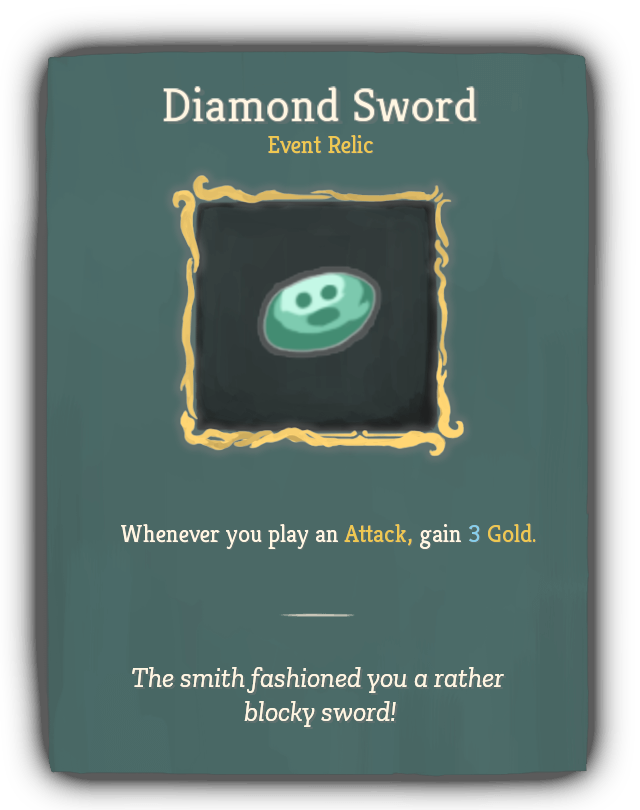 Diamond Sword
Event Relic
Whenever you play an Attack, gain 3 Gold.
The smith fashioned you a rather
blocky sword!